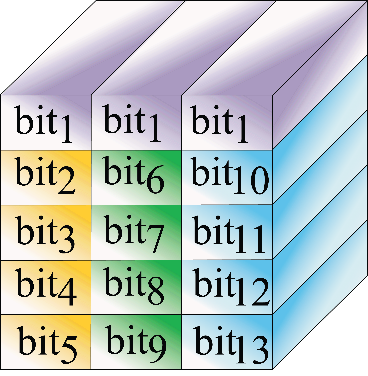 bit1 bit1 bit1
bit2 bit6 bit10
bit3 bit7 bit11
bit4 bit8 bit12
bit5 bit9 bit13